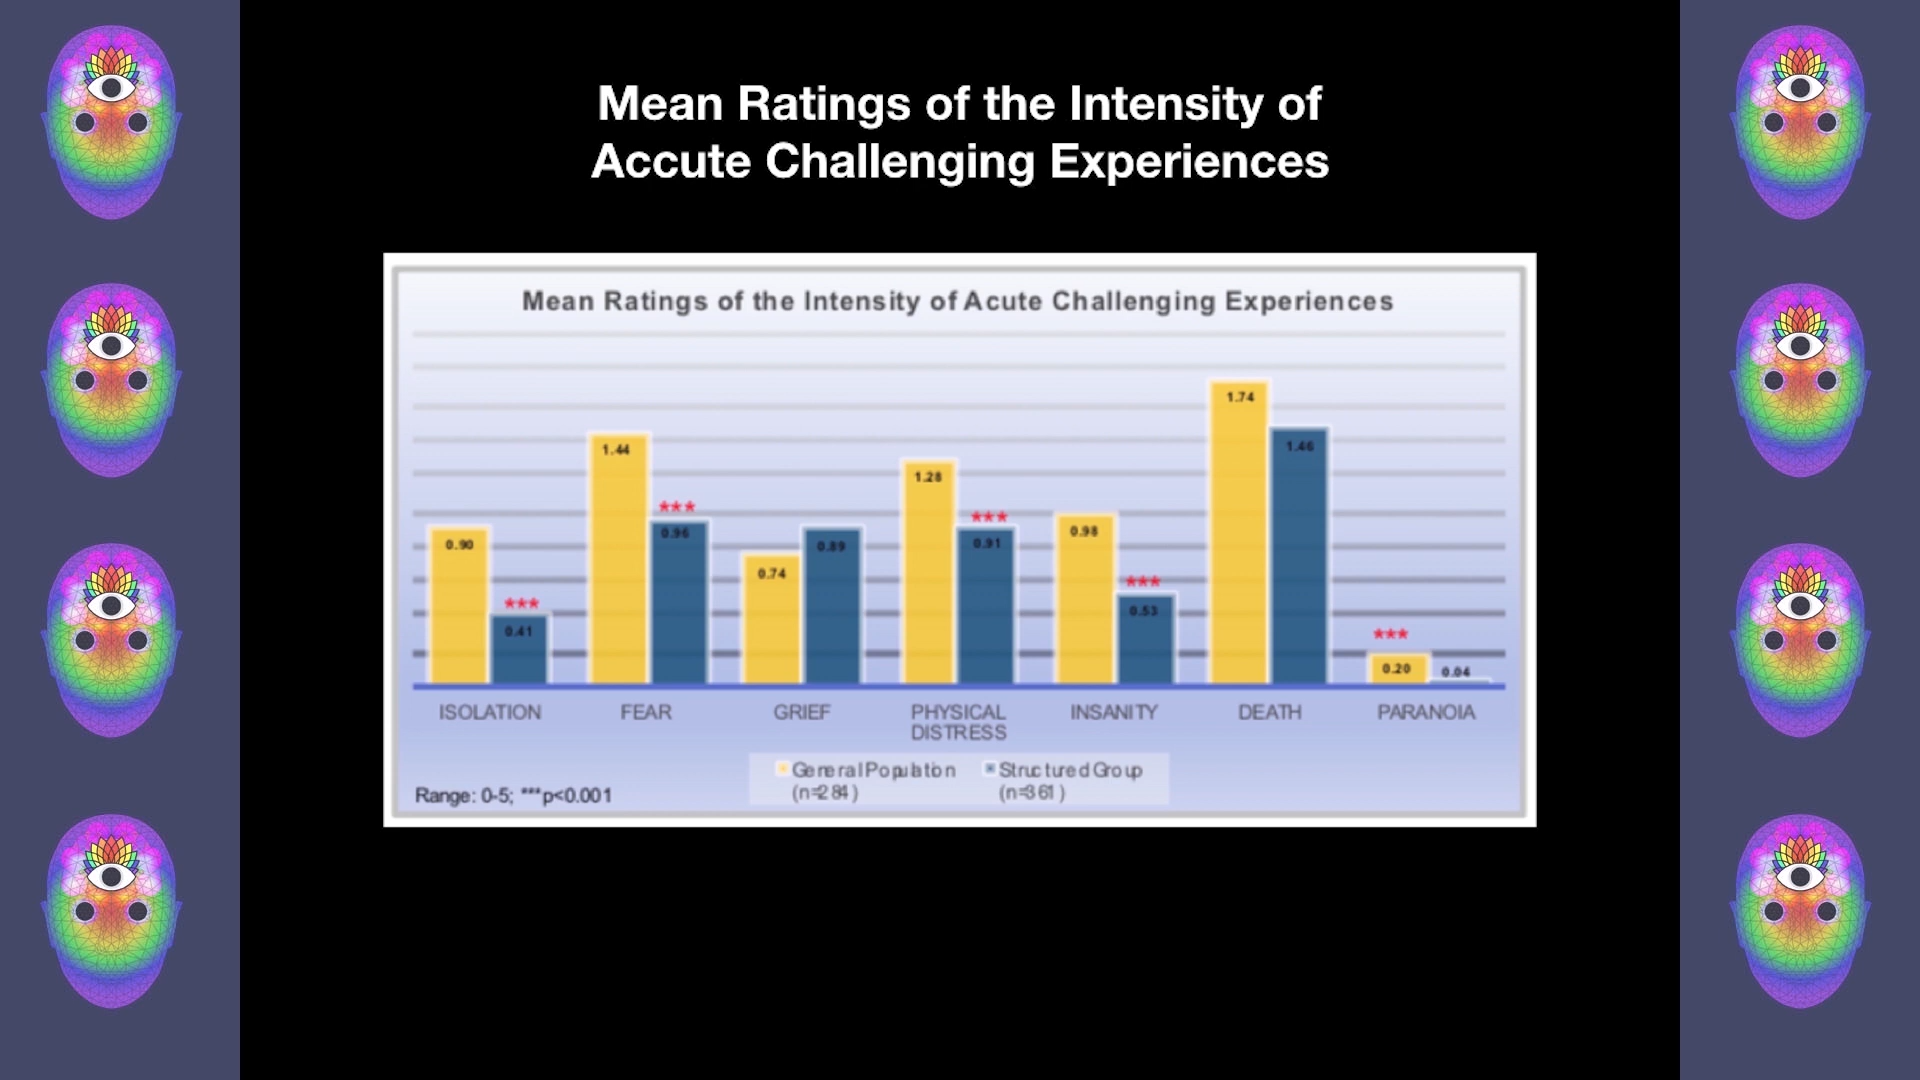 Mean Ratings of the Intensity of
Accute Challenging Experiences
Mean Ratings of the Intensity of Acute Challenging Experiences
1.74
1.44
1.46
1.28
***
***
0.90
0.96
0.89
0.91
0.98
0.74
***
***
0.41
0.53
***
0.20
0.04
ISOLATION
FEAR
GRIEF
PHYSICAL
DISTRESS
INSANITY
DEATH
PARANOIA
General Population
(n=284)
Structured Group
(n=361)
Range: 0-5; ***p<0.001